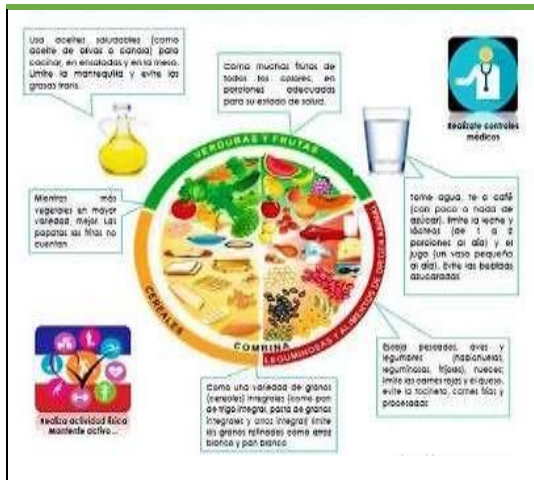 Usa aceites saludables (como
aceite de olivas o canola) para
cocinar, en ensaladas y en la mesa.
Limite la mantequilla y evite las
grasas trans.
Coma muchas frutas de
todos los colores, en
porciones adecuadas
para su estado de salud.
Realízate controles
médicos
VERDURAS Y FRUTAS
Mientras más
vegetales en mayor
variedad, mejor. Las
papatas las fritas no
cuentan
Tome agua, te o café
(con poco o nada de
azúcar). limite la leche y
lácteos (de 1 a 2
porciones al día) y el
jugo (un vaso pequeño
al día). Evite las bebidas
azucaradas
CEREALES
COMBINA
LEGUMINOSAS Y ALIMENTOS DE ORIGEN ANIMAL
Escoja pescados, aves y
legumbres (habichuelas,
leguminosas, frijoles), nueces;
limite las carnes rojas y el queso,
evite la tocineta, carnes frías y
procesadas
Realiza actividad física
Mantente activo...
Coma una variedad de granos
(cereales) integrales (como pan
de trigo integral, pasta de granos
integrales y arroz integral) limite
los granos refinados como arroz
blanco y pan blanco